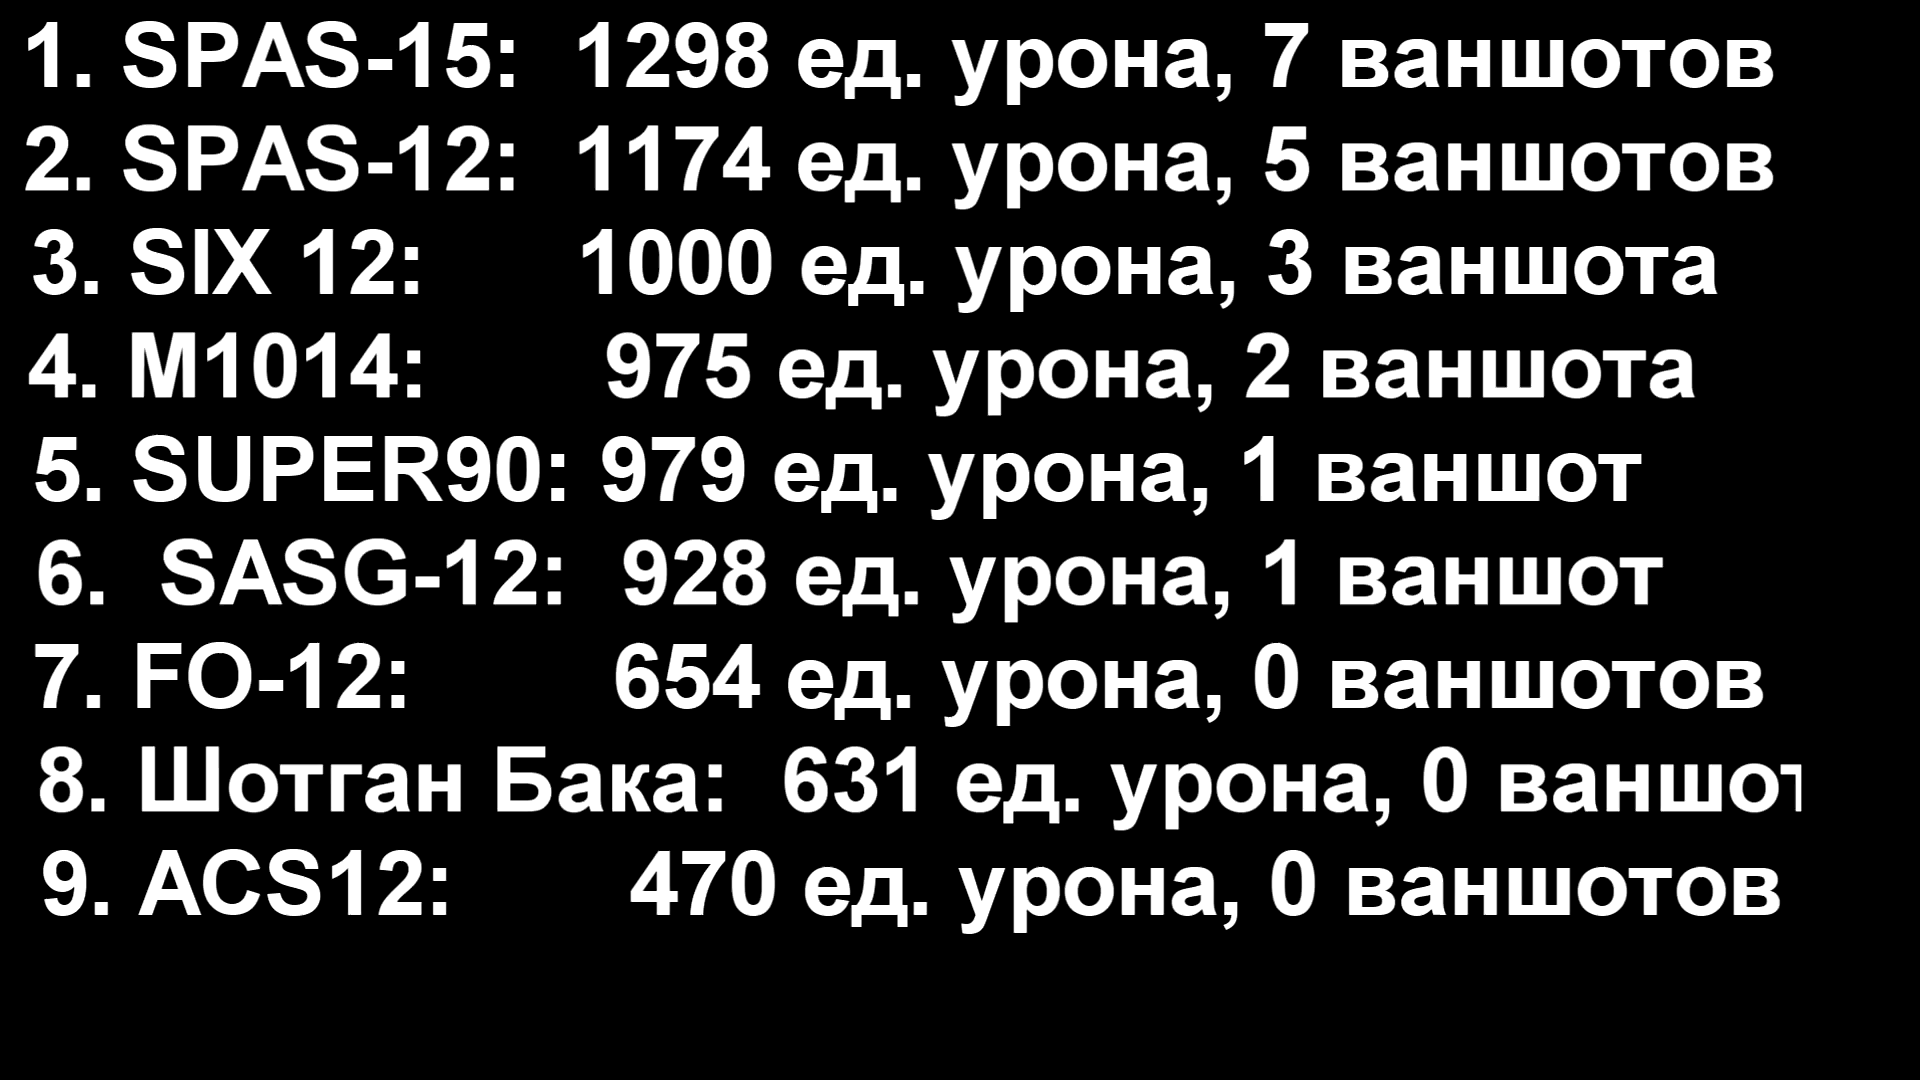 1. SPAS-15: 1298 ед. урона, 7 ваншотов
2. SPAS-12: 1174 ед. урона, 5 ваншотов
3. SIX 12: 1000 ед. урона, 3 ваншота
4. M1014: 975 ед. урона, 2 ваншота
5. SUPER90: 979 ед. урона, 1 ваншот
6. SASG-12: 928 ед. урона, 1 ваншот
7. FO-12: 654 ед. урона, 0 ваншотов
8. Шотган Бака: 631 ед. урона, 0 ваншот
9. ACS12: 470 ед. урона, 0 ваншотов